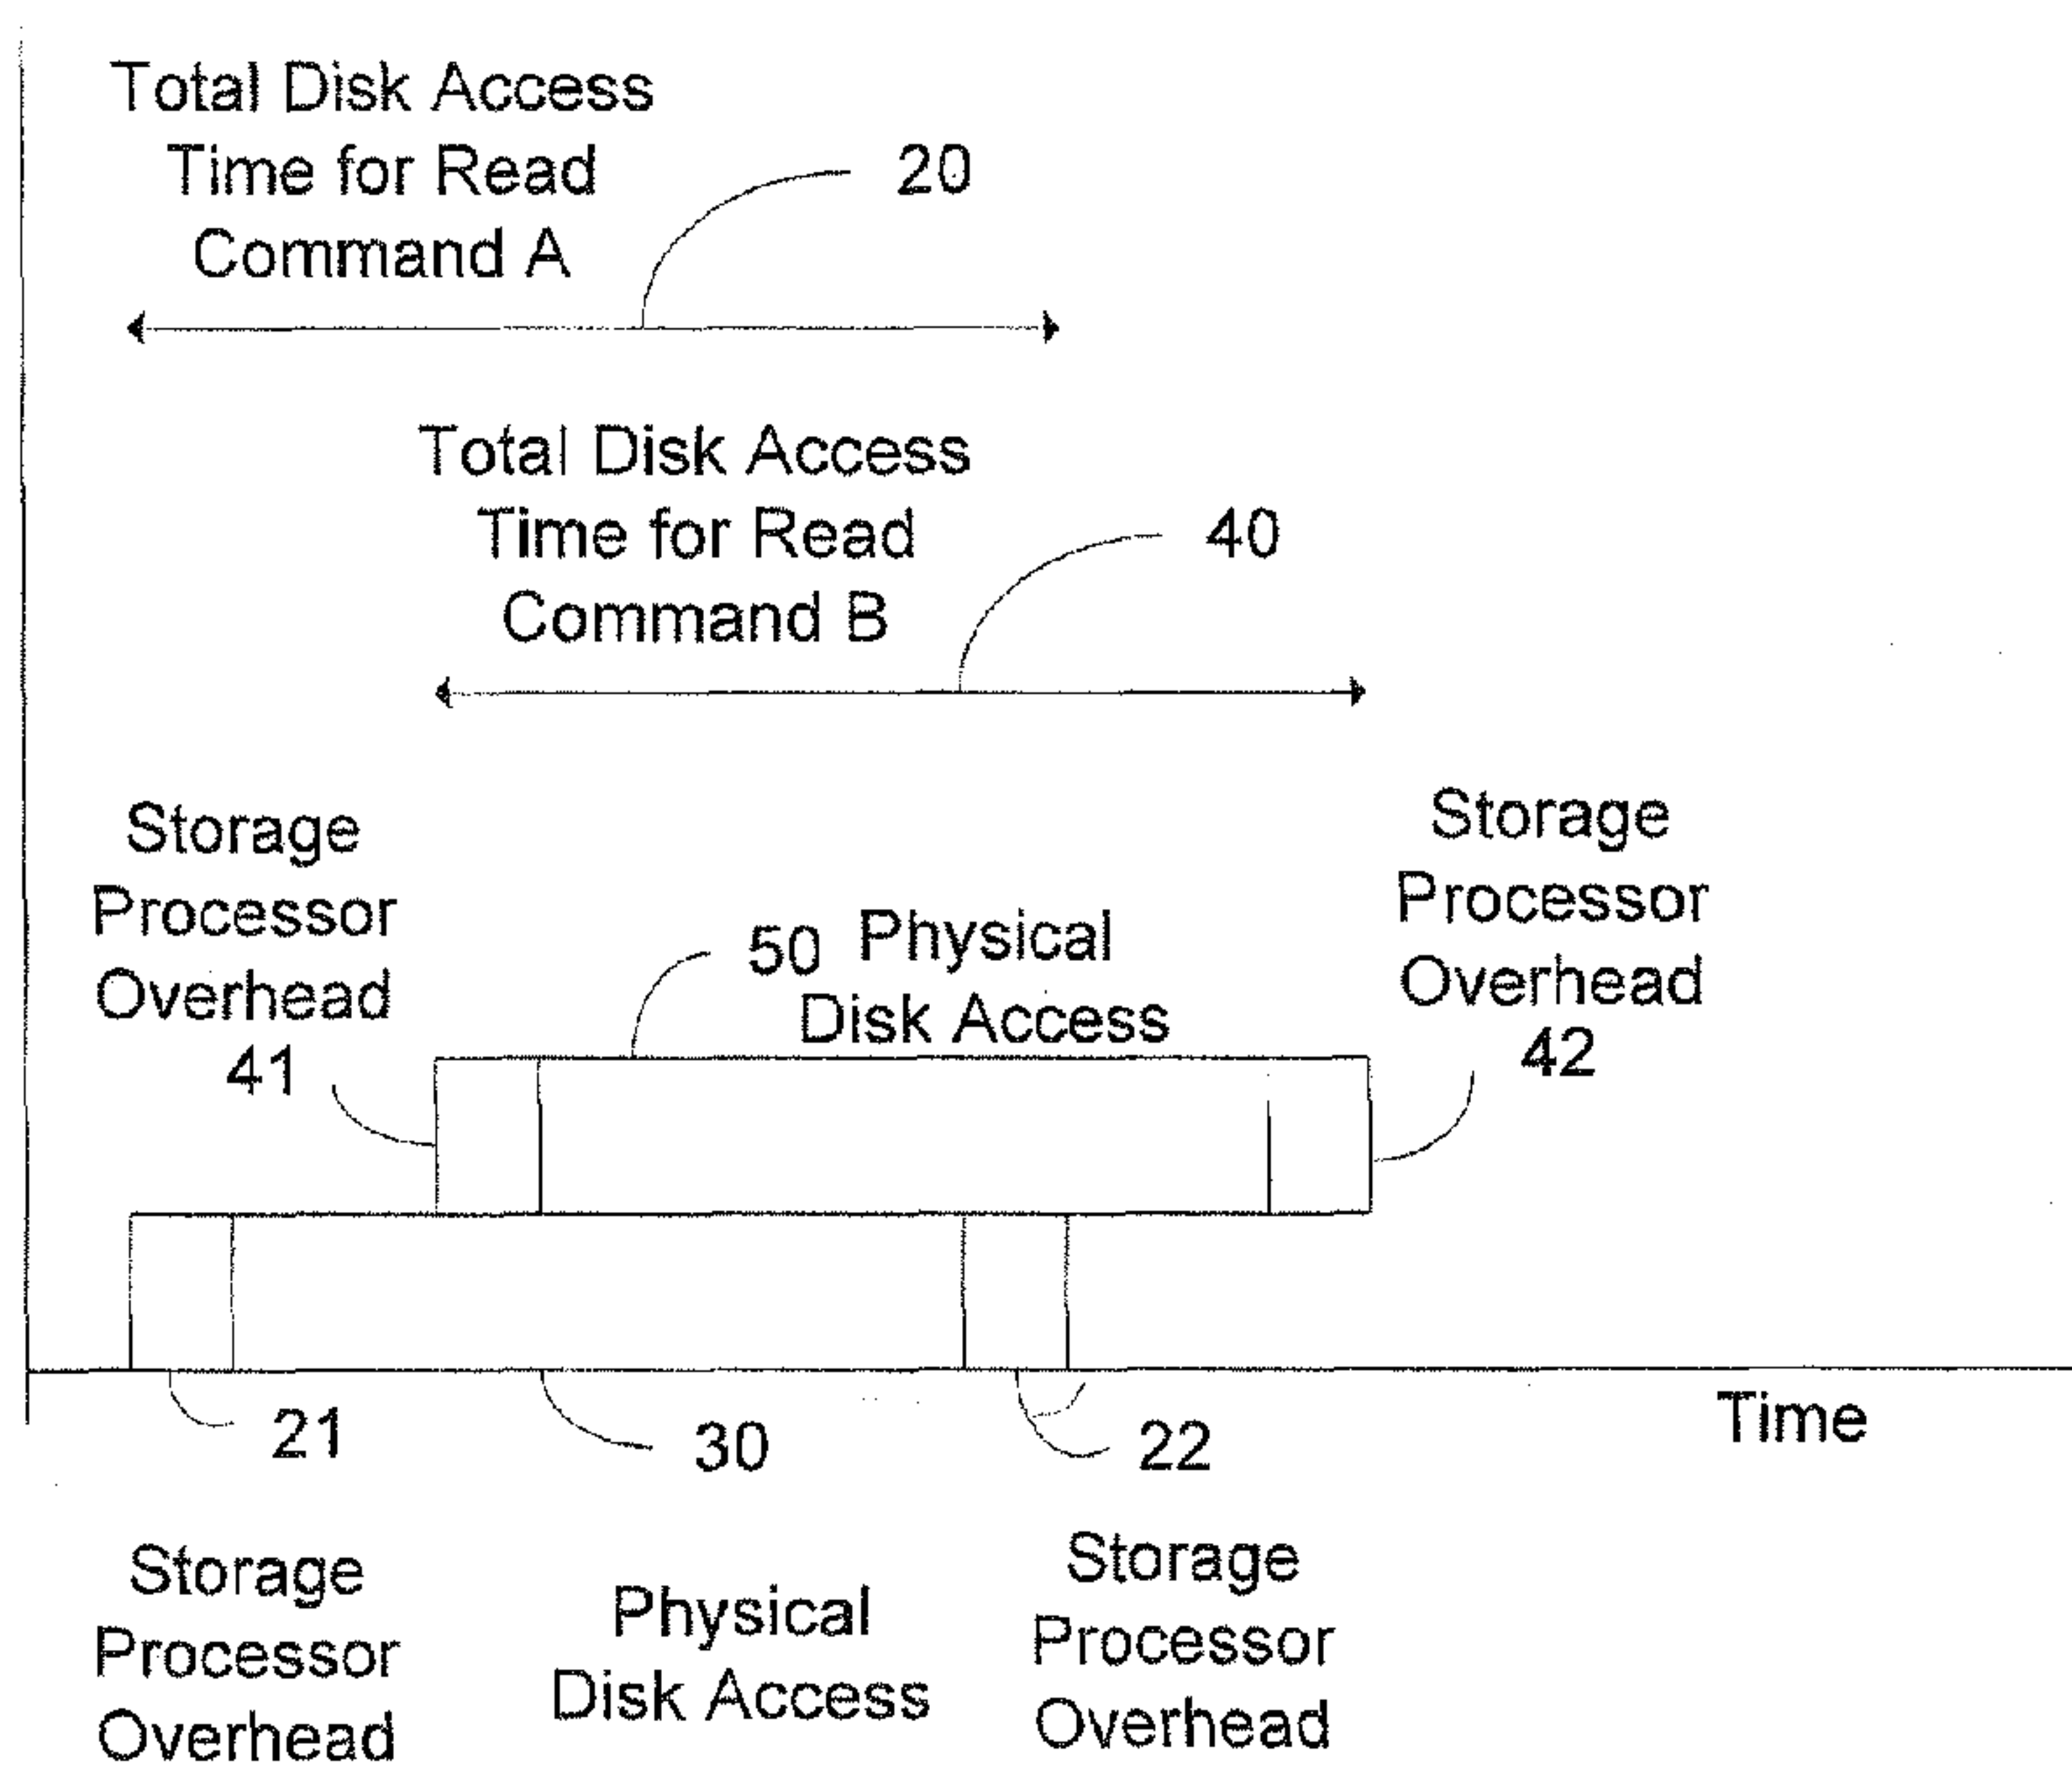 Total Disk Access
Time for Read
Command A
20
Total Disk Access
Time for Read
Command B
40
Storage
Processor
Overhead
41
50
Physical
Disk Access
Storage
Processor
Overhead
42
21
30
22
Time
Storage
Processor
Overhead
Physical
Disk Access
Storage
Processor
Overhead